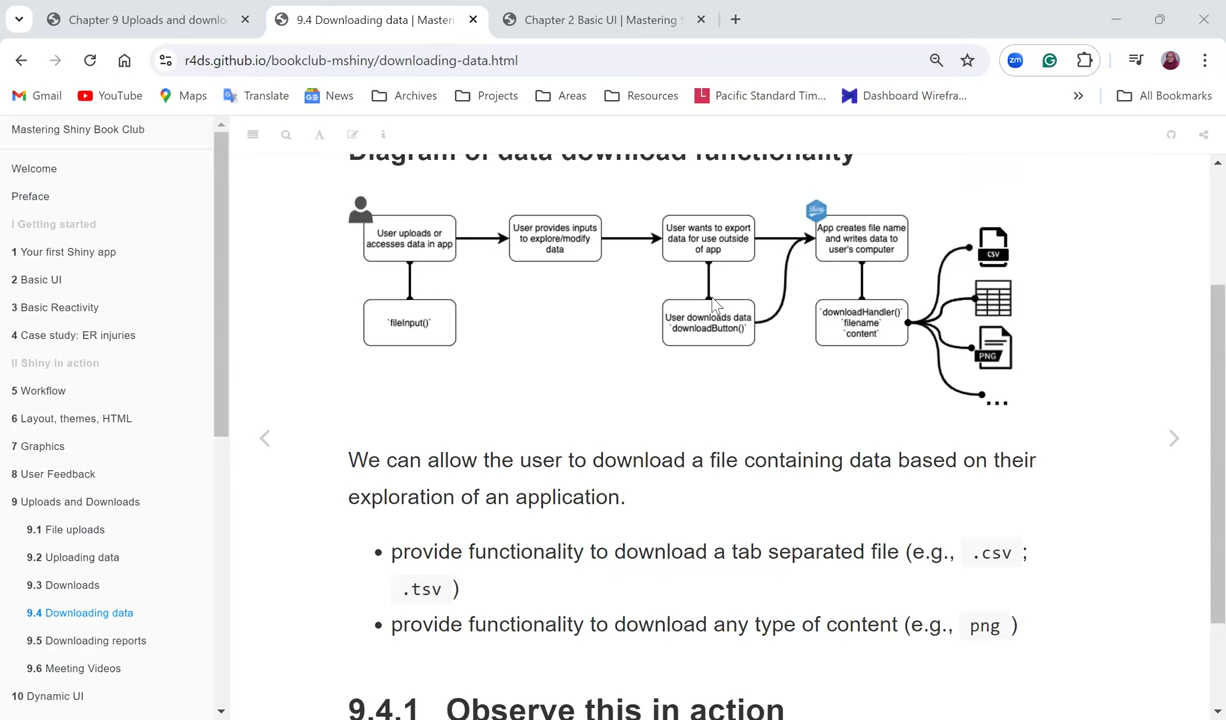 Chapter 9 Uploads and downlo
9.4 Downloading data | Masteri
Chapter 2 Basic UI | Mastering S
r4ds.github.io/bookclub-mshiny/downloading-data.html
zm
Gmail
YouTube
Maps
Translate
News
Archives
Projects
Areas
Resources
Pacific Standard Tim...
Dashboard Wirefra...
All Bookmarks
Mastering Shiny Book Club
Welcome
Preface
I Getting started
1 Your first Shiny app
2 Basic UI
3 Basic Reactivity
4 Case study: ER injuries
II Shiny in action
5 Workflow
6 Layout, themes, HTML
7 Graphics
8 User Feedback
9 Uploads and Downloads
9.1 File uploads
9.2 Uploading data
9.3 Downloads
9.4 Downloading data
9.5 Downloading reports
9.6 Meeting Videos
10 Dynamic UI
Diagram of data download functionality
User uploads or
accesses data in app
User provides inputs
to explore/modify
data
User wants to export
data for use outside
of app
Shiny
App creates file name
and writes data to
user's computer
`fileInput()`
User downloads data
`downloadButton()`
`downloadHandler()`
`filename`
`content`
CSV
PNG
...
We can allow the user to download a file containing data based on their
exploration of an application.
• provide functionality to download a tab separated file (e.g., .csv ;
.tsv )
• provide functionality to download any type of content (e.g., png )
9.4.1 Observe this in action